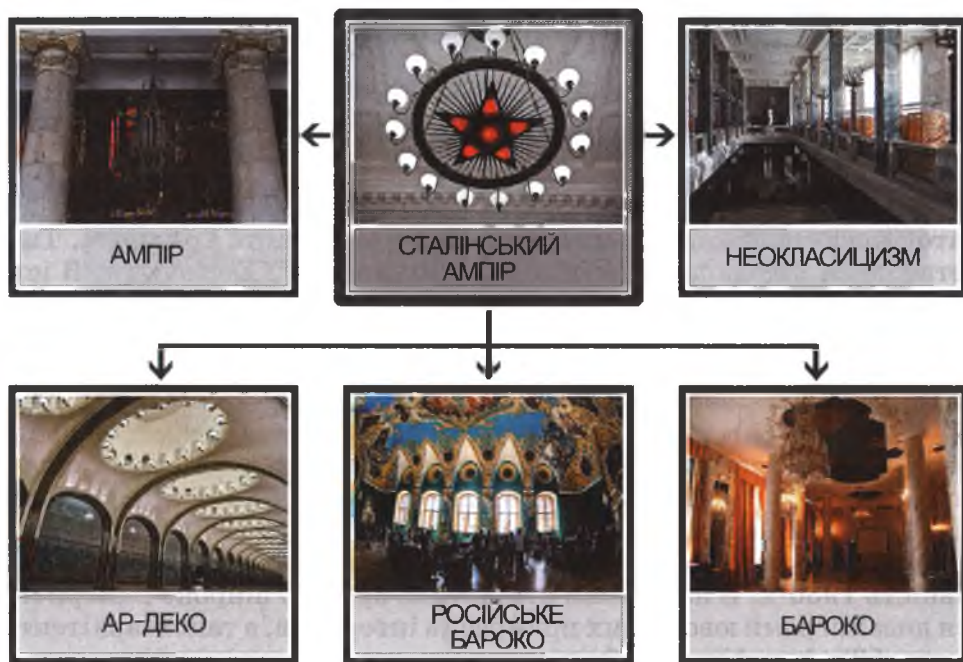 АМПІР
СТАЛІНСЬКИЙ
АМПІР
НЕОКЛАСИЦИЗМ
АР-ДЕКО
РОСІЙСЬКЕ
БАРОКО
БАРОКО